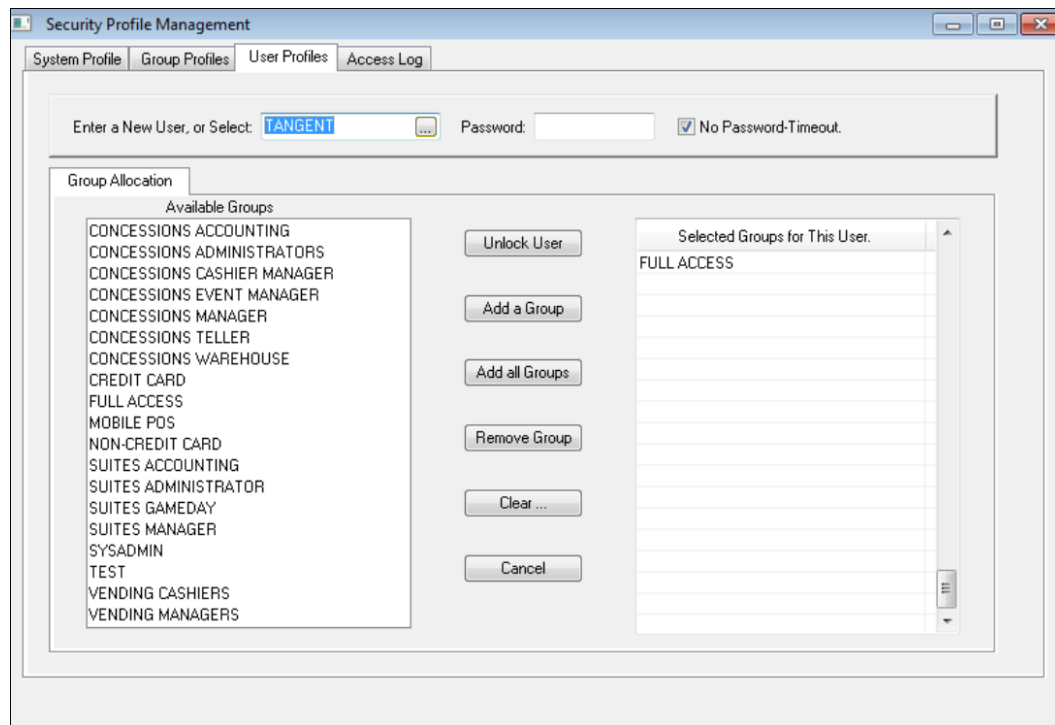 Security Profile Management
System Profile
Group Profiles
User Profiles
Access Log
Enter a New User, or Select: TANGENT ...
Password:
No Password-Timeout.
Group Allocation
Available Groups
CONCESSIONS ACCOUNTING
CONCESSIONS ADMINISTRATORS
CONCESSIONS CASHIER MANAGER
CONCESSIONS EVENT MANAGER
CONCESSIONS MANAGER
CONCESSIONS TELLER
CONCESSIONS WAREHOUSE
CREDIT CARD
FULL ACCESS
MOBILE POS
NON-CREDIT CARD
SUITES ACCOUNTING
SUITES ADMINISTRATOR
SUITES GAMEDAY
SUITES MANAGER
SYSADMIN
TEST
VENDING CASHIERS
VENDING MANAGERS
Unlock User
Add a Group
Add all Groups
Remove Group
Clear ...
Cancel
Selected Groups for This User.
FULL ACCESS